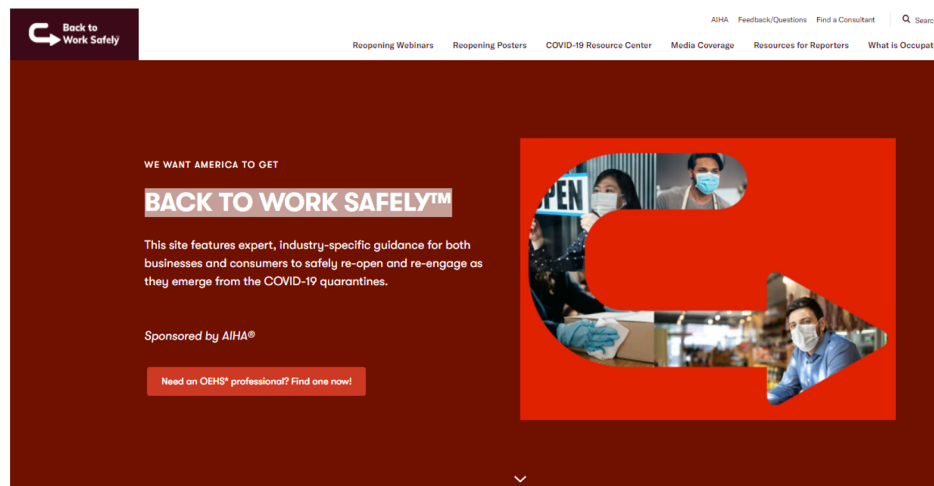 Back to
Work Safely
AIHA Feedback/Questions Find a Consultant
Reopening Webinars Reopening Posters COVID-19 Resource Center Media Coverage Resources for Reporters What is
WE WANT AMERICA TO GET
BACK TO WORK SAFELY™
This site features expert, industry-specific guidance for both
businesses and consumers to safely re-open and re-engage as
they emerge from the COVID-19 quarantines.
Sponsored by AIHA®
Need an OEHS* professional? Find one now!
OPEN